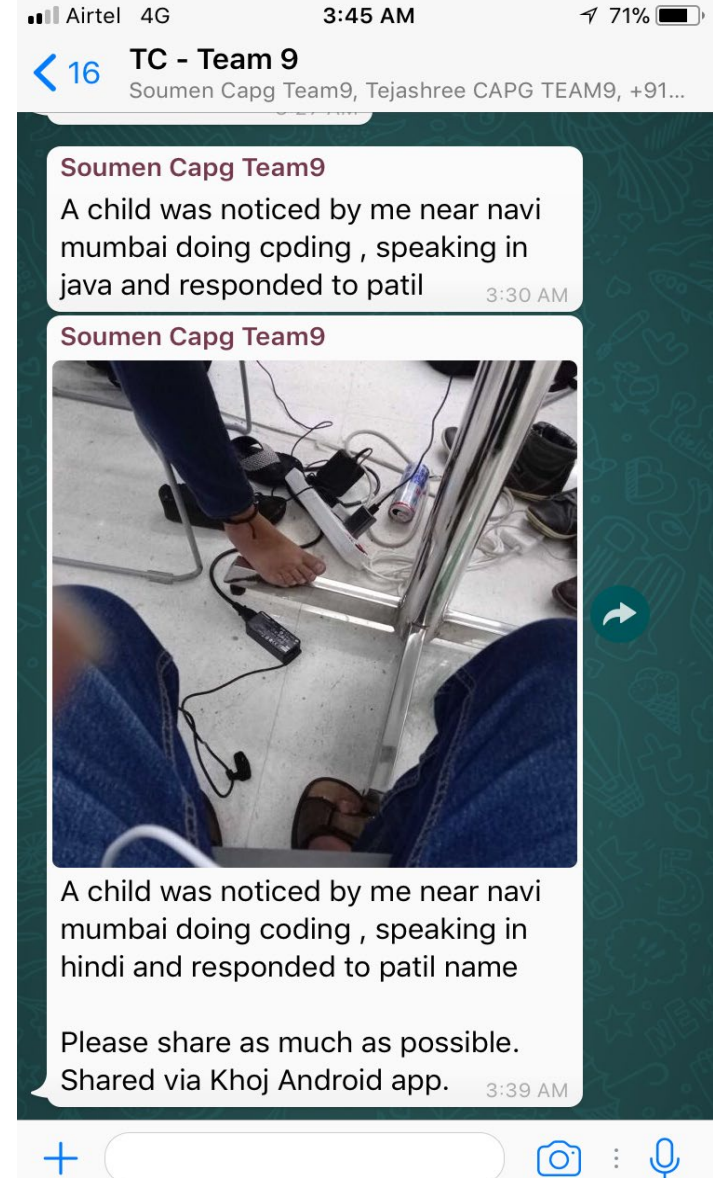 Airtel 4G 3:45 AM 71%
16 TC - Team 9
Soumen Capg Team9, Tejashree CAPG TEAM9, +91...
Soumen Capg Team9
A child was noticed by me near navi
mumbai doing cpding , speaking in
java and responded to patil 3:30 AM
Soumen Capg Team9
A child was noticed by me near navi
mumbai doing coding , speaking in
hindi and responded to patil name
Please share as much as possible.
Shared via Khoj Android app. 3:39 AM